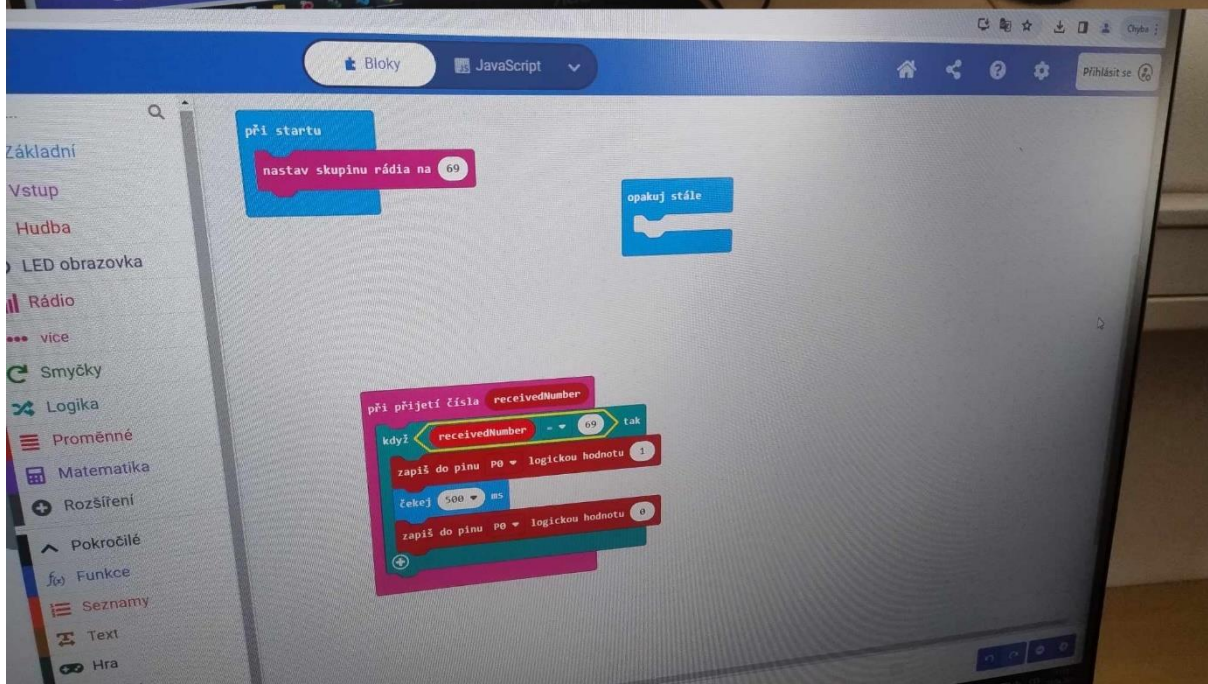 Chyba
Bloky
JS JavaScript
Přihlásit se
Základní
Vstup
Hudba
LED obrazovka
Rádio
více
Smyčky
Logika
Proměnné
Matematika
Rozšíření
Pokročilé
f(x) Funkce
Seznamy
Text
Hra
při startu
nastav skupinu rádia na 69
opakuj stále
při přijetí čísla receivedNumber
když receivedNumber = 69 tak
zapiš do pinu P0 logickou hodnotu 1
čekej 500 ms
zapiš do pinu P0 logickou hodnotu 0